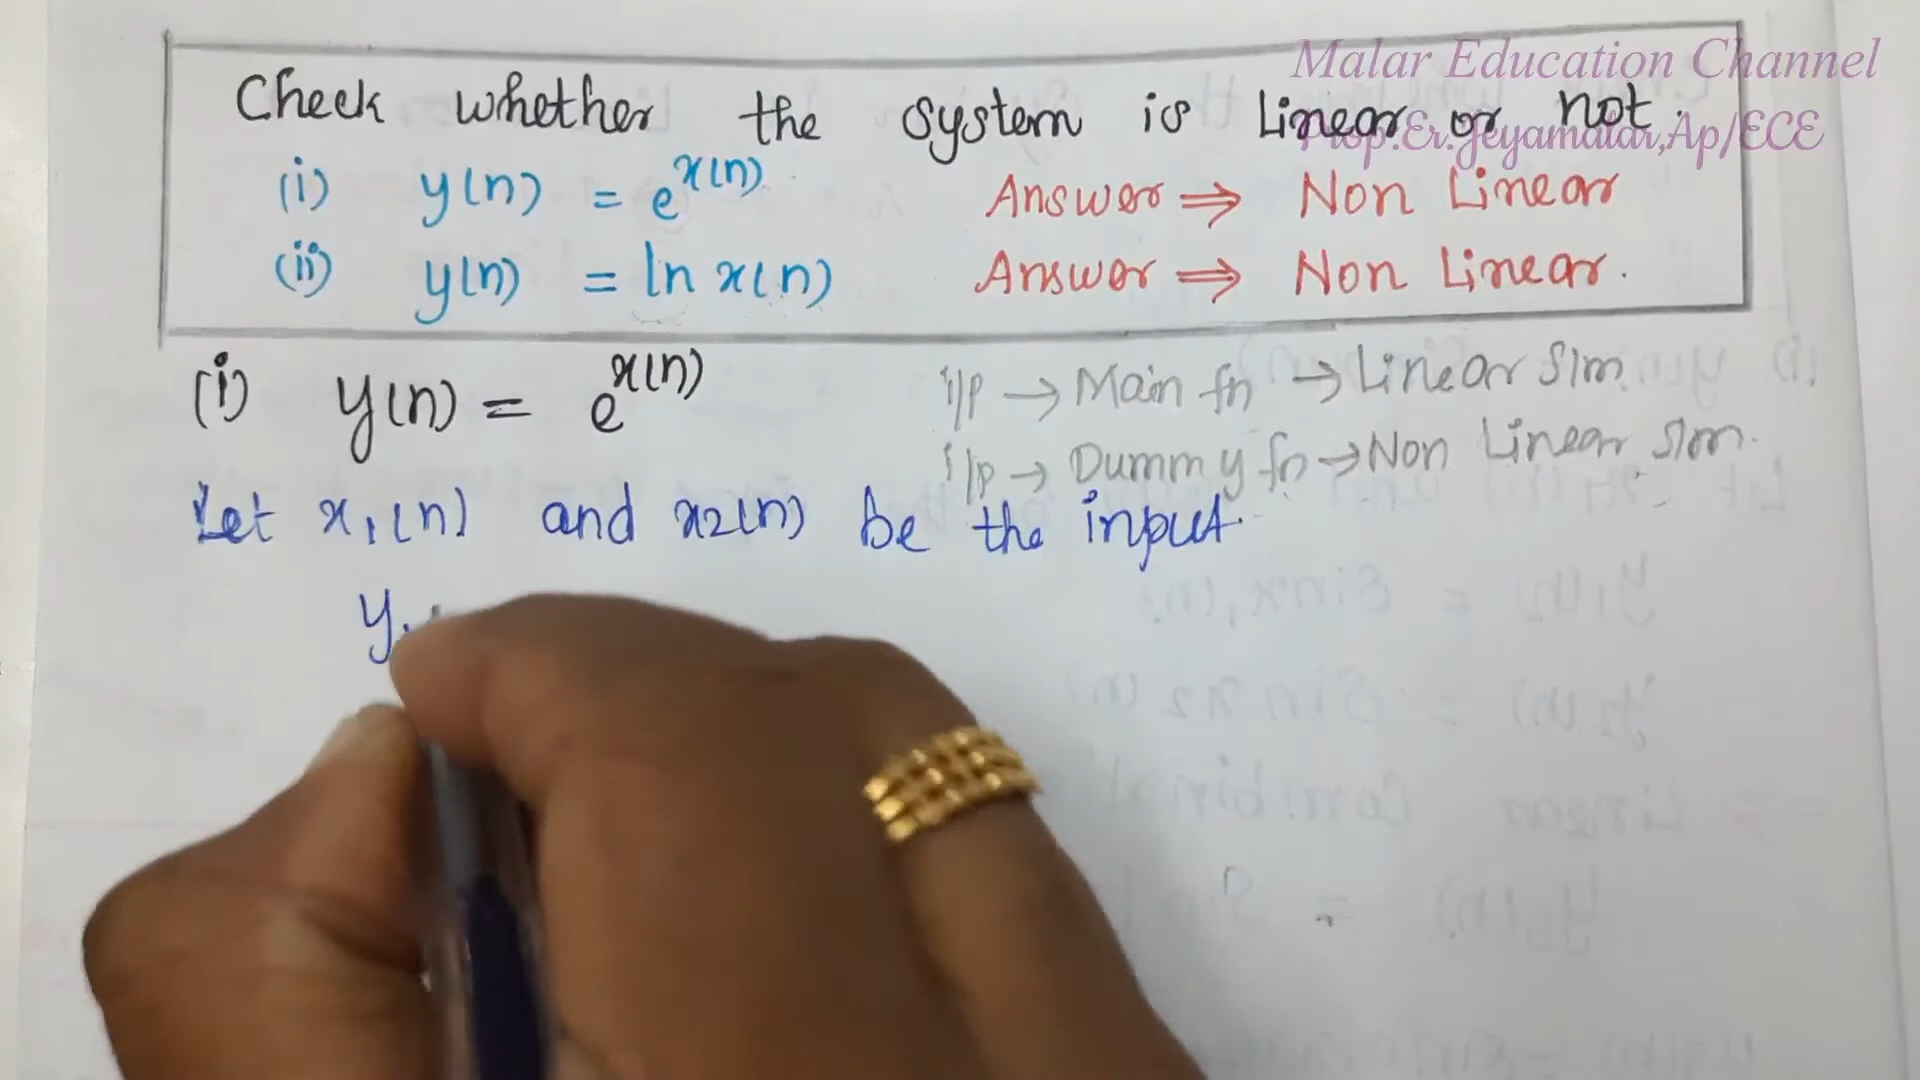 Malar Education Channel
Prop.Er.Jeyamalar,Ap/ECE
Check whether the system is Linear or not.
(i) y(n) = e^x(n) Answer ⇒ Non Linear
(ii) y(n) = ln x(n) Answer ⇒ Non Linear.
(i) y(n) = e^x(n)
i/p → Main fn → Linear s/m.
i/p → Dummy fn → Non Linear s/m.
Let x1(n) and x2(n) be the input.
y